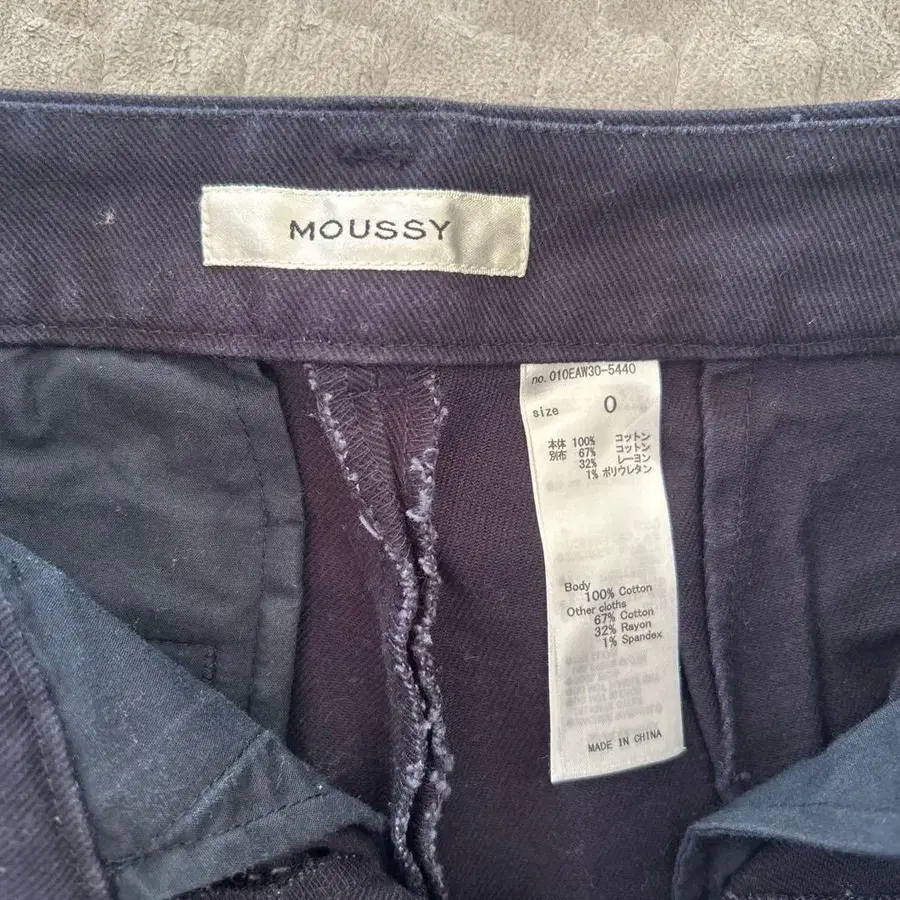 MOUSSY
no. 010EAW30-5440
size 0
本体 100% コットン
別布 67% コットン
32% レーヨン
1% ポリウレタン
Body
100% Cotton
Other cloths
67% Cotton
32% Rayon
1% Spandex
MADE IN CHINA